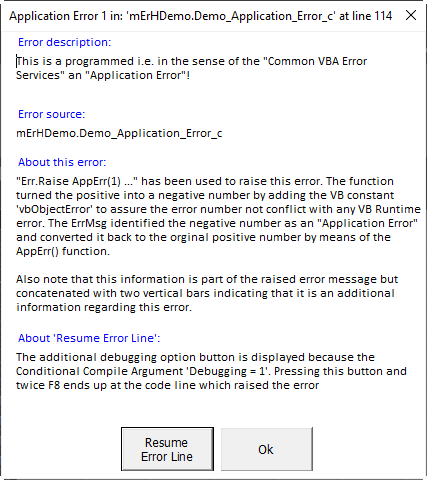 Application Error 1 in: 'mErHDemo.Demo_Application_Error_c' at line 114
Error description:
This is a programmed i.e. in the sense of the "Common VBA Error
Services" an "Application Error"!
Error source:
mErHDemo.Demo_Application_Error_c
About this error:
"Err.Raise AppErr(1) ..." has been used to raise this error. The function
turned the positive into a negative number by adding the VB constant
'vbObjectError' to assure the error number not conflict with any VB Runtime
error. The ErrMsg identified the negative number as an "Application Error"
and converted it back to the orginal positive number by means of the
AppErr() function.
Also note that this information is part of the raised error message but
concatenated with two vertical bars indicating that it is an additional
information regarding this error.
About 'Resume Error Line':
The additional debugging option button is displayed because the
Conditional Compile Argument 'Debugging = 1'. Pressing this button and
twice F8 ends up at the code line which raised the error
Resume
Error Line
Ok